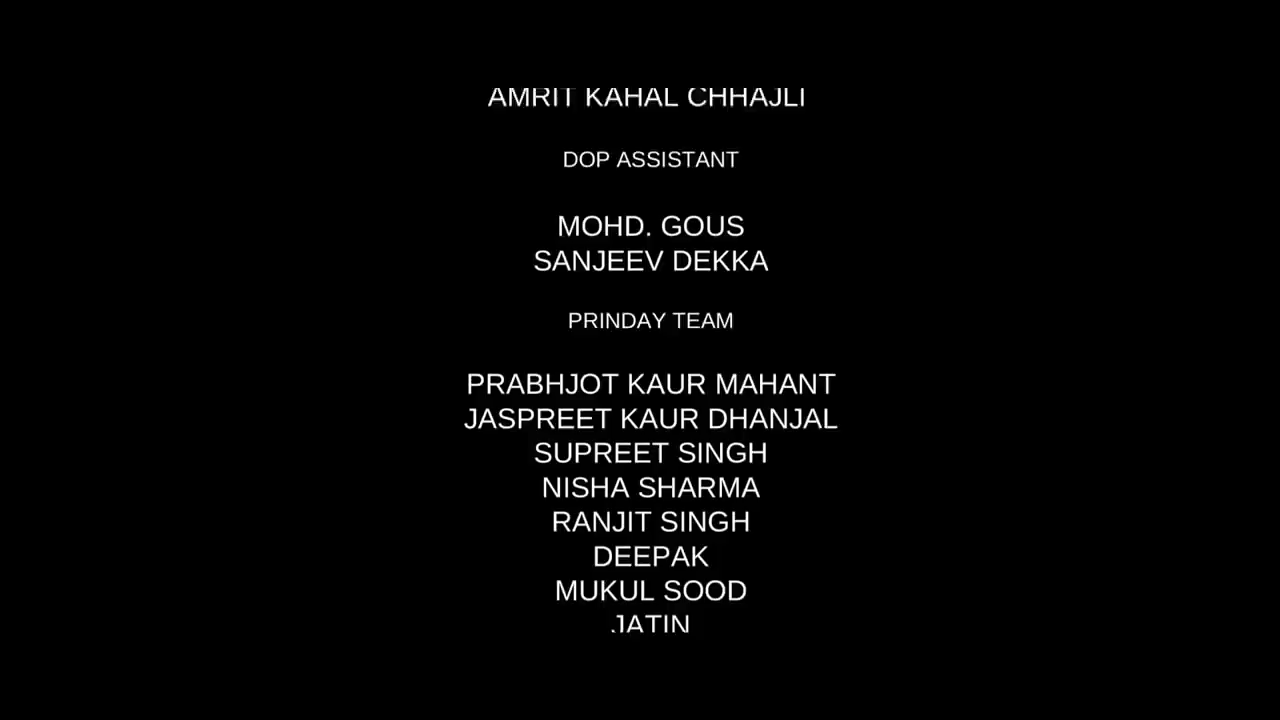 AMRIT KAHAL CHHAJLI
DOP ASSISTANT
MOHD. GOUS
SANJEEV DEKKA
PRINDAY TEAM
PRABHJOT KAUR MAHANT
JASPREET KAUR DHANJAL
SUPREET SINGH
NISHA SHARMA
RANJIT SINGH
DEEPAK
MUKUL SOOD
JATIN